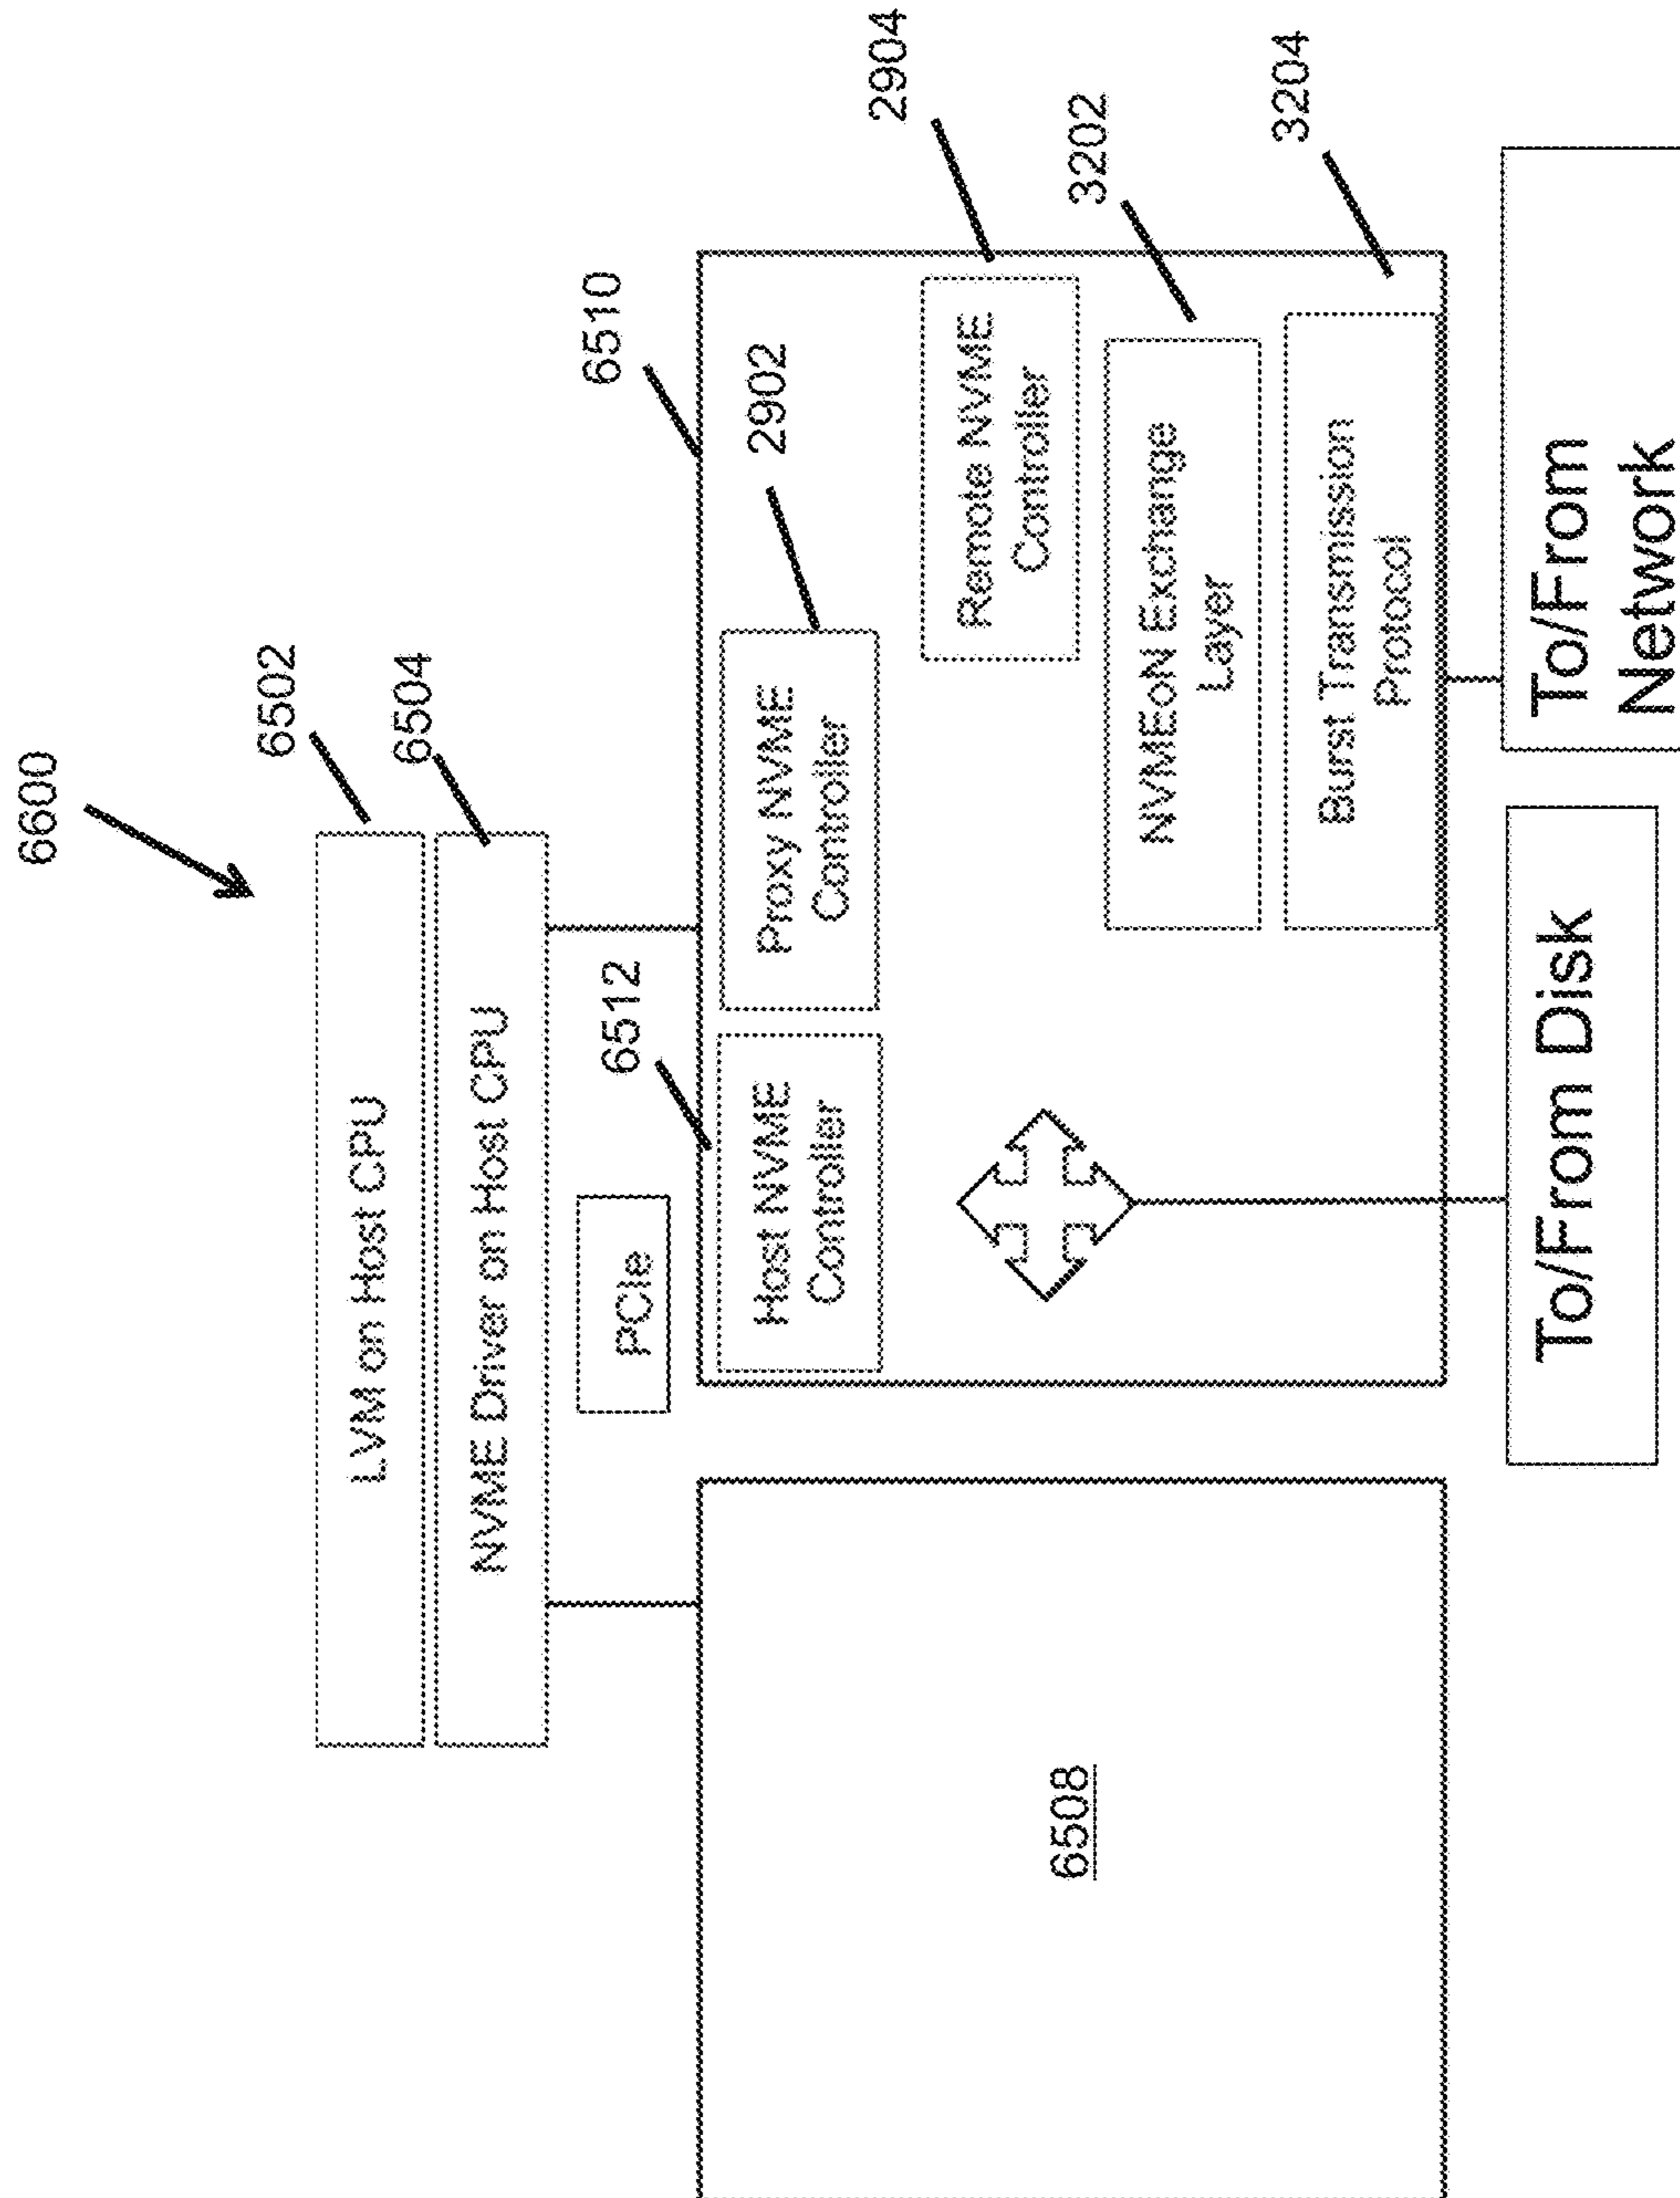 6600
6502
6504
LVM on Host CPU
NVME Driver on Host CPU
PCIe
6512
6510
2902
2904
3202
3204
Host NVME
Controller
Proxy NVME
Controller
Remote NVME
Controller
NVMEoN Exchange
Layer
Burst Transmission
Protocol
6508
To/From Disk
To/From
Network